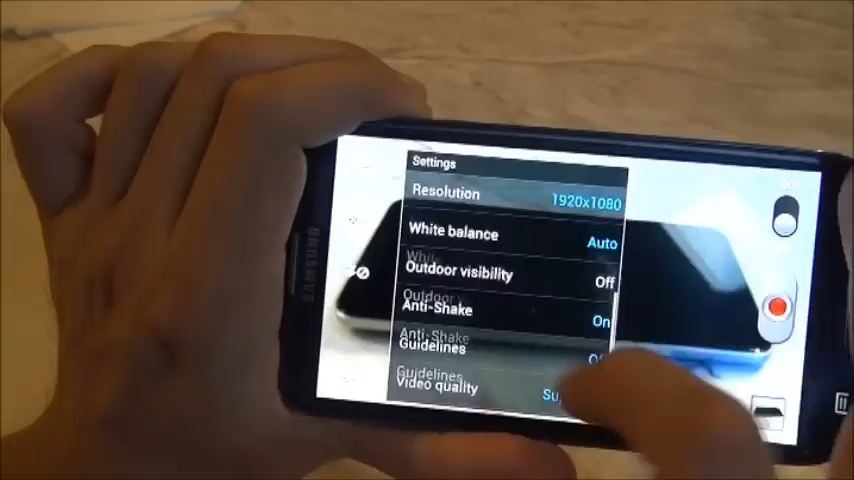 Settings
Resolution 1920x1080
White balance Auto
Outdoor visibility Off
Anti-Shake On
Guidelines
Video quality
SAMSUNG